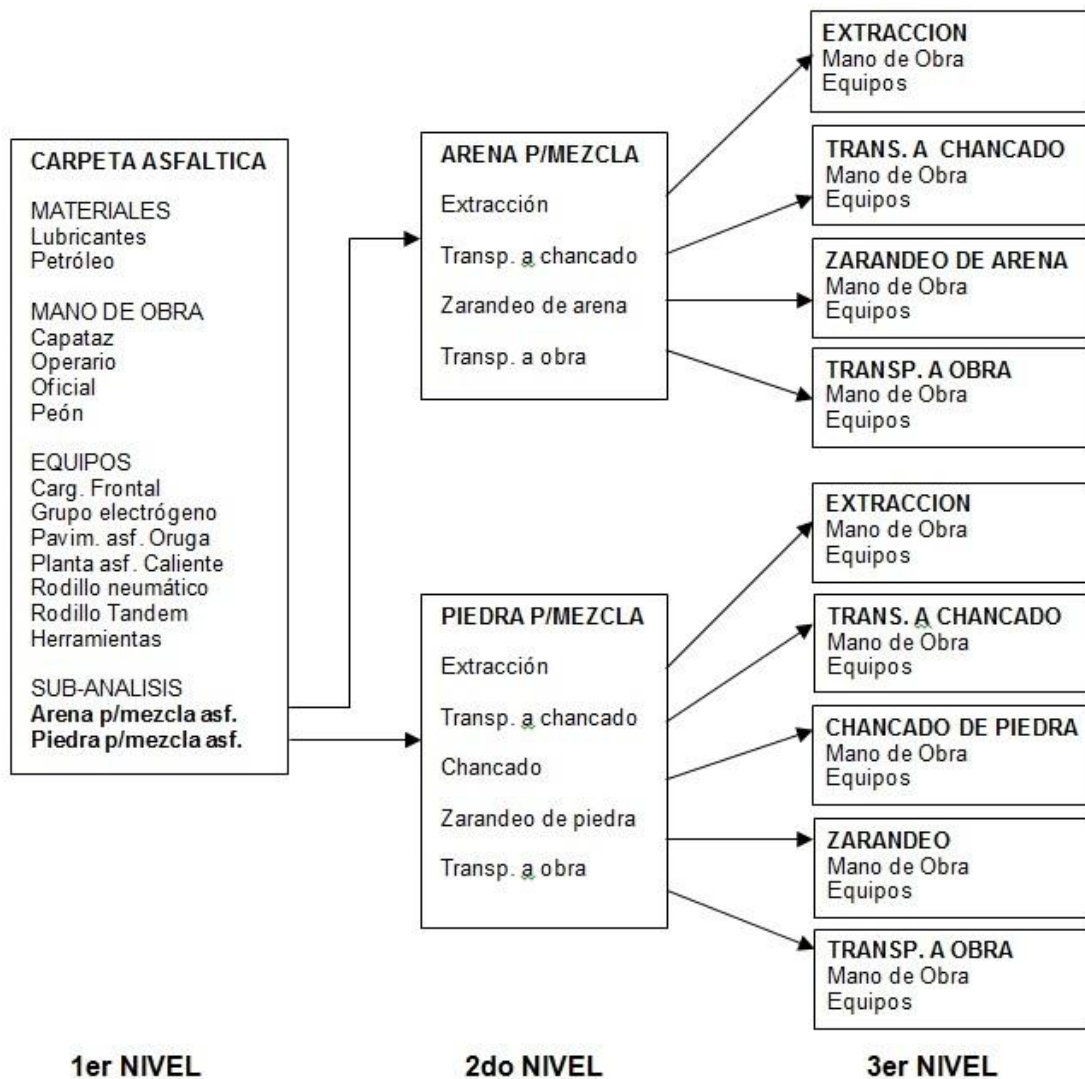 CARPETA ASFALTICA
MATERIALES
Lubricantes
Petróleo
MANO DE OBRA
Capataz
Operario
Oficial
Peón
EQUIPOS
Carg. Frontal
Grupo electrógeno
Pavim. asf. Oruga
Planta asf. Caliente
Rodillo neumático
Rodillo Tandem
Herramientas
SUB-ANALISIS
Arena p/mezcla asf.
Piedra p/mezcla asf.
1er NIVEL
ARENA P/MEZCLA
Extracción
Transp. a chancado
Zarandeo de arena
Transp. a obra
PIEDRA P/MEZCLA
Extracción
Transp. a chancado
Chancado
Zarandeo de piedra
Transp. a obra
2do NIVEL
EXTRACCION
Mano de Obra
Equipos
TRANS. A CHANCADO
Mano de Obra
Equipos
ZARANDEO DE ARENA
Mano de Obra
Equipos
TRANSP. A OBRA
Mano de Obra
Equipos
EXTRACCION
Mano de Obra
Equipos
TRANS. A CHANCADO
Mano de Obra
Equipos
CHANCADO DE PIEDRA
Mano de Obra
Equipos
ZARANDEO
Mano de Obra
Equipos
TRANSP. A OBRA
Mano de Obra
Equipos
3er NIVEL